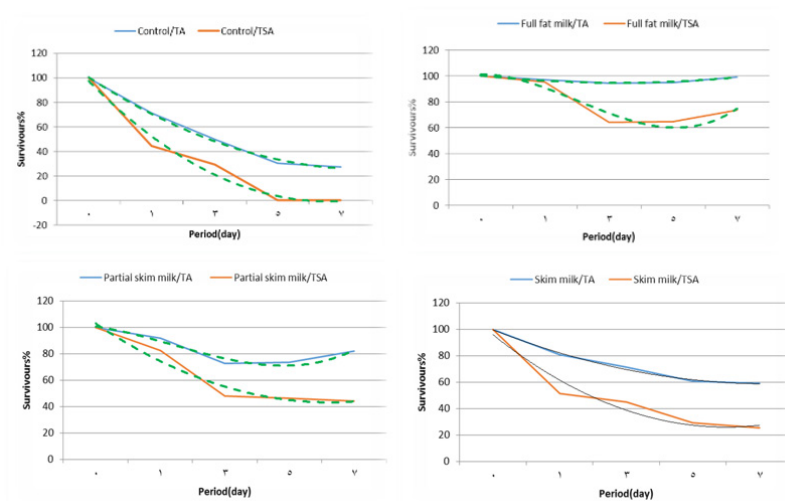 Control/TA Control/TSA
120
100
80
60
40
20
0
-20
Survivours%
٠ ١ ٣ ٥ ٧
Period(day)
Full fat milk/TA Full fat milk/TSA
120
100
80
60
40
20
0
Survivours%
٠ ١ ٣ ٥ ٧
Period(day)
Partial skim milk/TA Partial skim milk/TSA
120
100
80
60
40
20
0
Survivours%
٠ ١ ٣ ٥ ٧
Period(day)
Skim milk/TA Skim milk/TSA
120
100
80
60
40
20
0
Survivours%
٠ ١ ٣ ٥ ٧
Period(day)